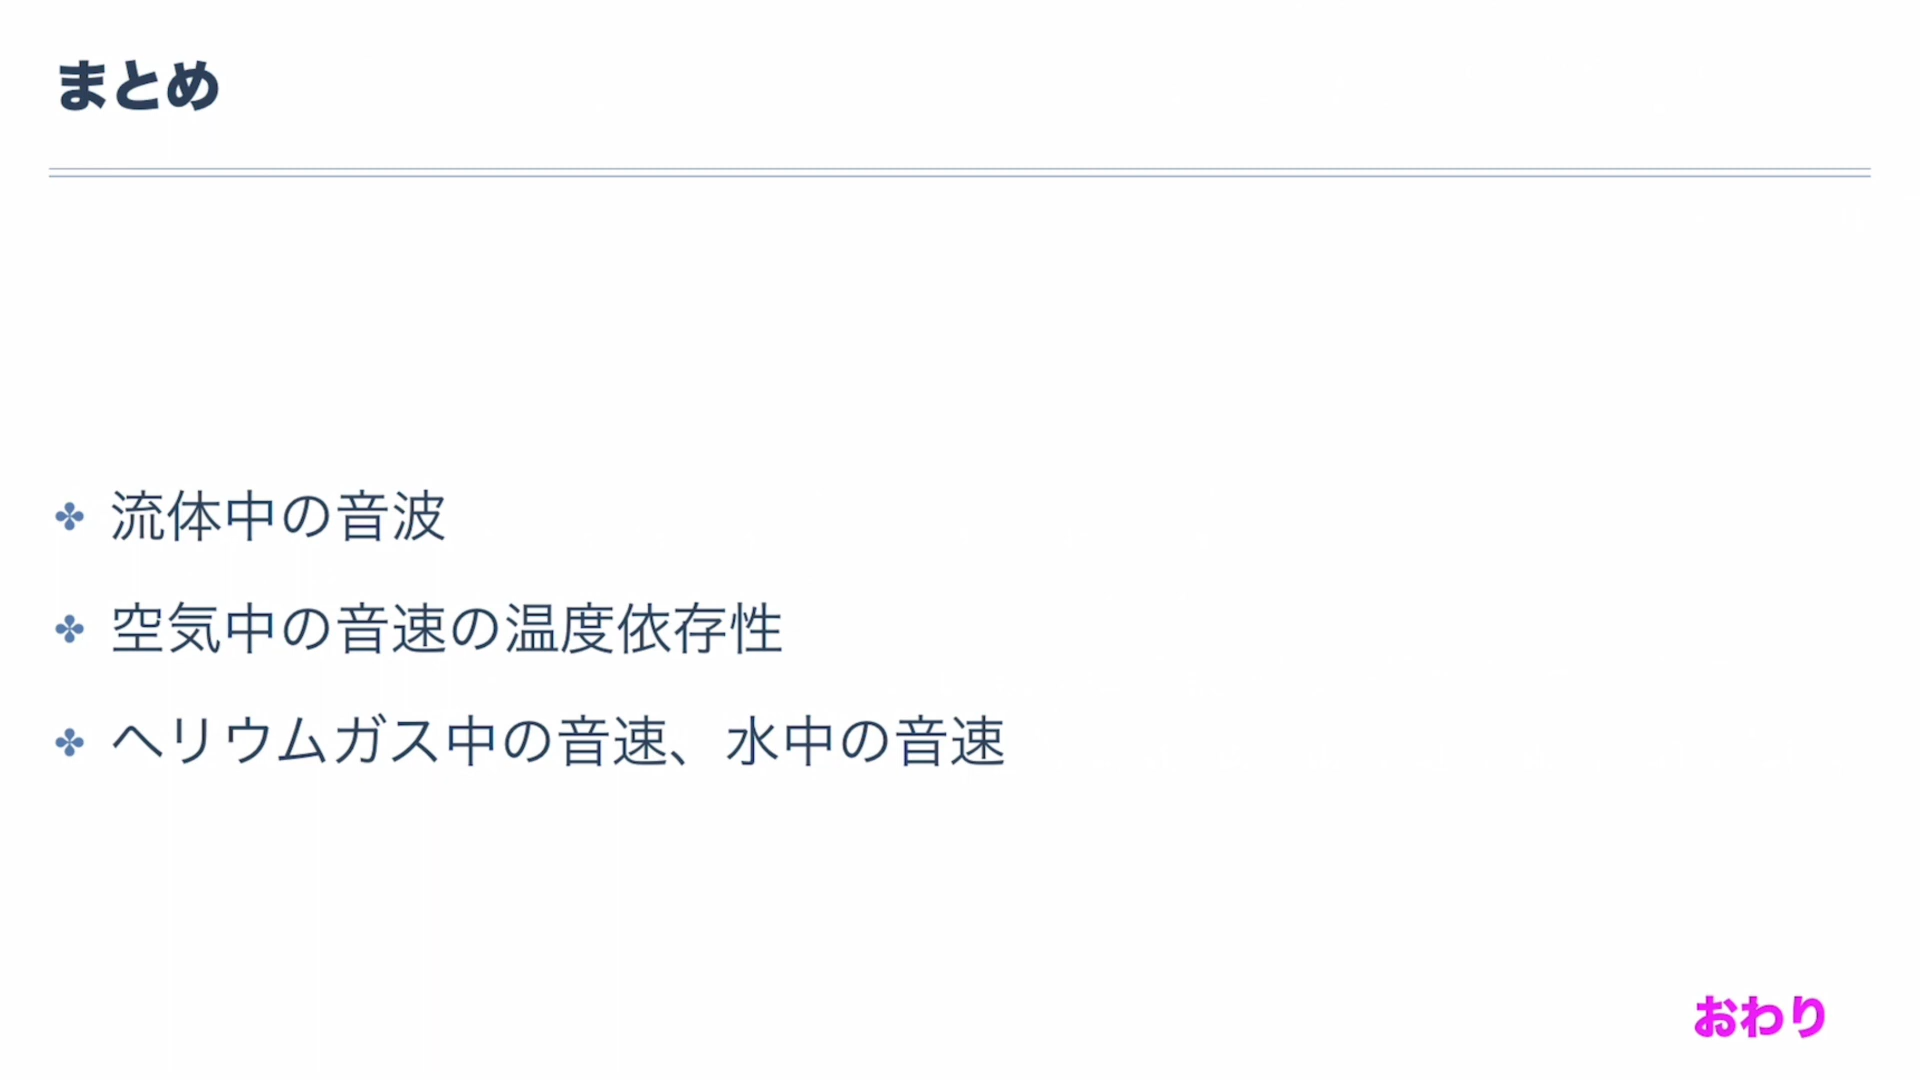 まとめ
流体中の音波
空気中の音速の温度依存性
ヘリウムガス中の音速、水中の音速
おわり